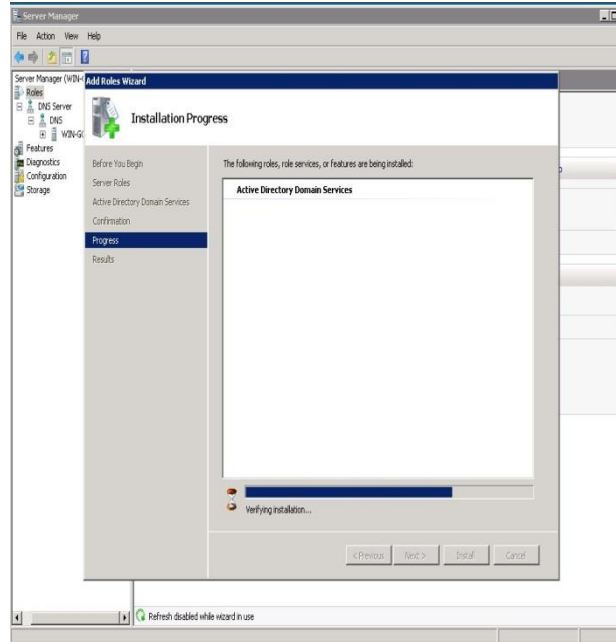 Server Manager
File Action View Help
Server Manager (WIN-
Roles
DNS Server
DNS
WIN-G
Features
Diagnostics
Configuration
Storage
Add Roles Wizard
Installation Progress
Before You Begin
Server Roles
Active Directory Domain Services
Confirmation
Progress
Results
The following roles, role services, or features are being installed:
Active Directory Domain Services
Verifying installation...
< Previous Next > Install Cancel
Refresh disabled while wizard in use